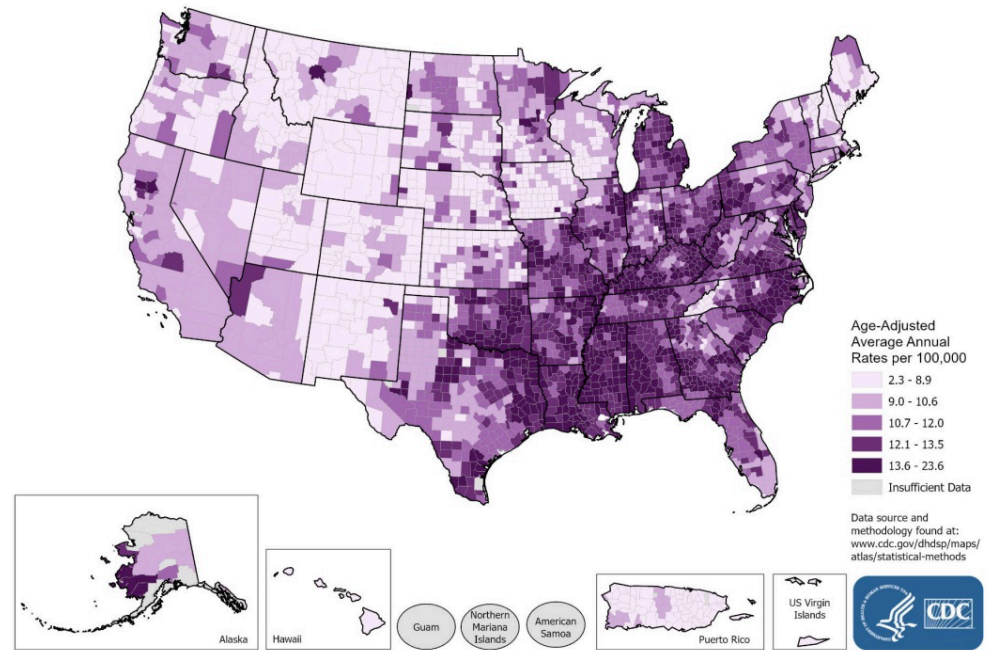 Age-Adjusted
Average Annual
Rates per 100,000
2.3 - 8.9
9.0 - 10.6
10.7 - 12.0
12.1 - 13.5
13.6 - 23.6
Insufficient Data
Data source and
methodology found at:
www.cdc.gov/dhdsp/maps/
atlas/statistical-methods
Alaska
Hawaii
Guam
Northern
Mariana
Islands
American
Samoa
Puerto Rico
US Virgin
Islands
CDC